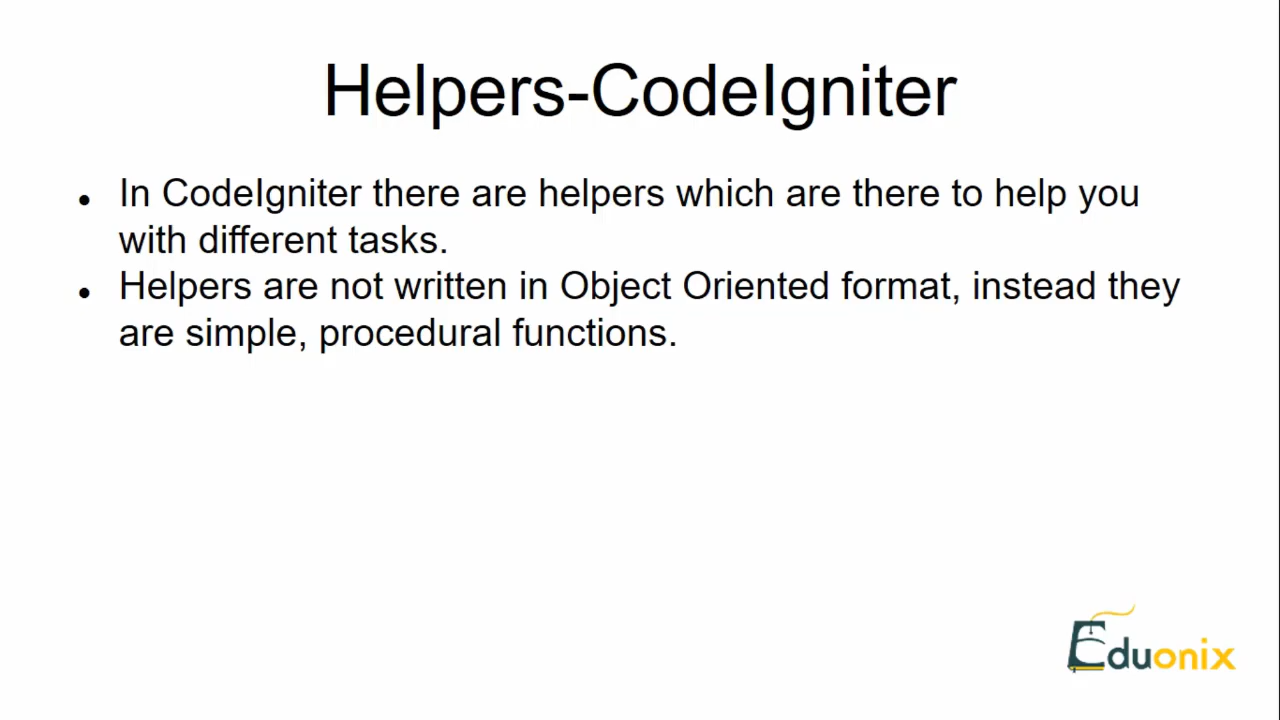 Helpers-CodeIgniter
• In CodeIgniter there are helpers which are there to help you
with different tasks.
• Helpers are not written in Object Oriented format, instead they
are simple, procedural functions.
Eduonix